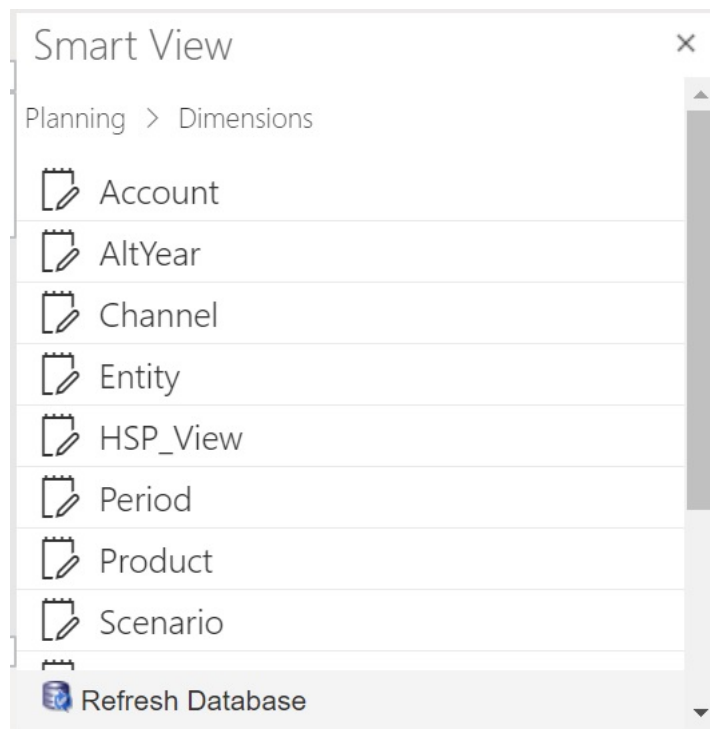 Smart View
Planning > Dimensions
Account
AltYear
Channel
Entity
HSP_View
Period
Product
Scenario
Refresh Database